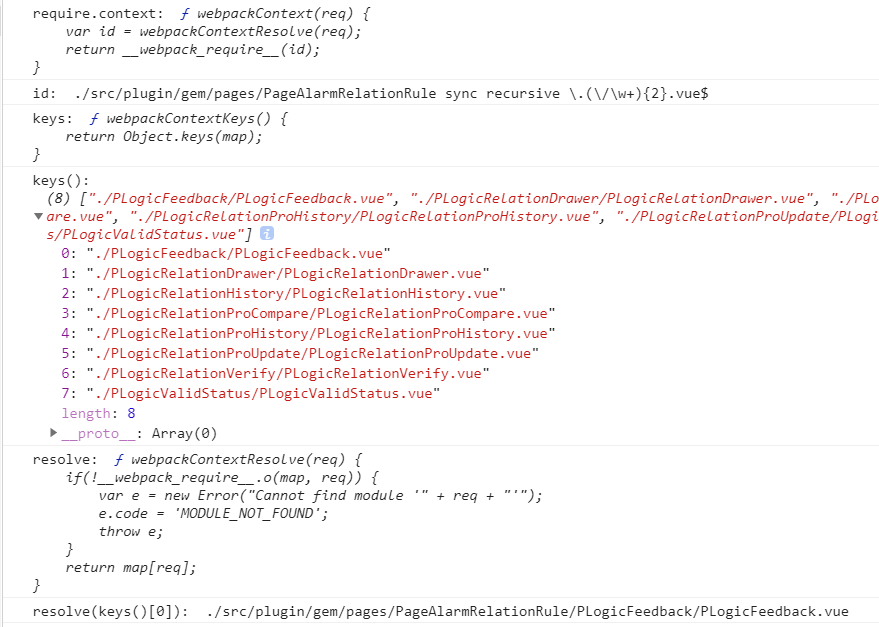 require.context:  ƒ webpackContext(req) {
    var id = webpackContextResolve(req);
    return __webpack_require__(id);
}
id:  ./src/plugin/gem/pages/PageAlarmRelationRule sync recursive \.(\/\w+){2}.vue$
keys:  ƒ webpackContextKeys() {
    return Object.keys(map);
}
keys():
(8) ["./PLogicFeedback/PLogicFeedback.vue", "./PLogicRelationDrawer/PLogicRelationDrawer.vue", "./PLo
▼are.vue", "./PLogicRelationProHistory/PLogicRelationProHistory.vue", "./PLogicRelationProUpdate/PLogi
s/PLogicValidStatus.vue"] i
0: "./PLogicFeedback/PLogicFeedback.vue"
1: "./PLogicRelationDrawer/PLogicRelationDrawer.vue"
2: "./PLogicRelationHistory/PLogicRelationHistory.vue"
3: "./PLogicRelationProCompare/PLogicRelationProCompare.vue"
4: "./PLogicRelationProHistory/PLogicRelationProHistory.vue"
5: "./PLogicRelationProUpdate/PLogicRelationProUpdate.vue"
6: "./PLogicRelationVerify/PLogicRelationVerify.vue"
7: "./PLogicValidStatus/PLogicValidStatus.vue"
length: 8
▶__proto__: Array(0)
resolve:  ƒ webpackContextResolve(req) {
    if(!__webpack_require__.o(map, req)) {
        var e = new Error("Cannot find module '" + req + "'");
        e.code = 'MODULE_NOT_FOUND';
        throw e;
    }
    return map[req];
}
resolve(keys()[0]):  ./src/plugin/gem/pages/PageAlarmRelationRule/PLogicFeedback/PLogicFeedback.vue